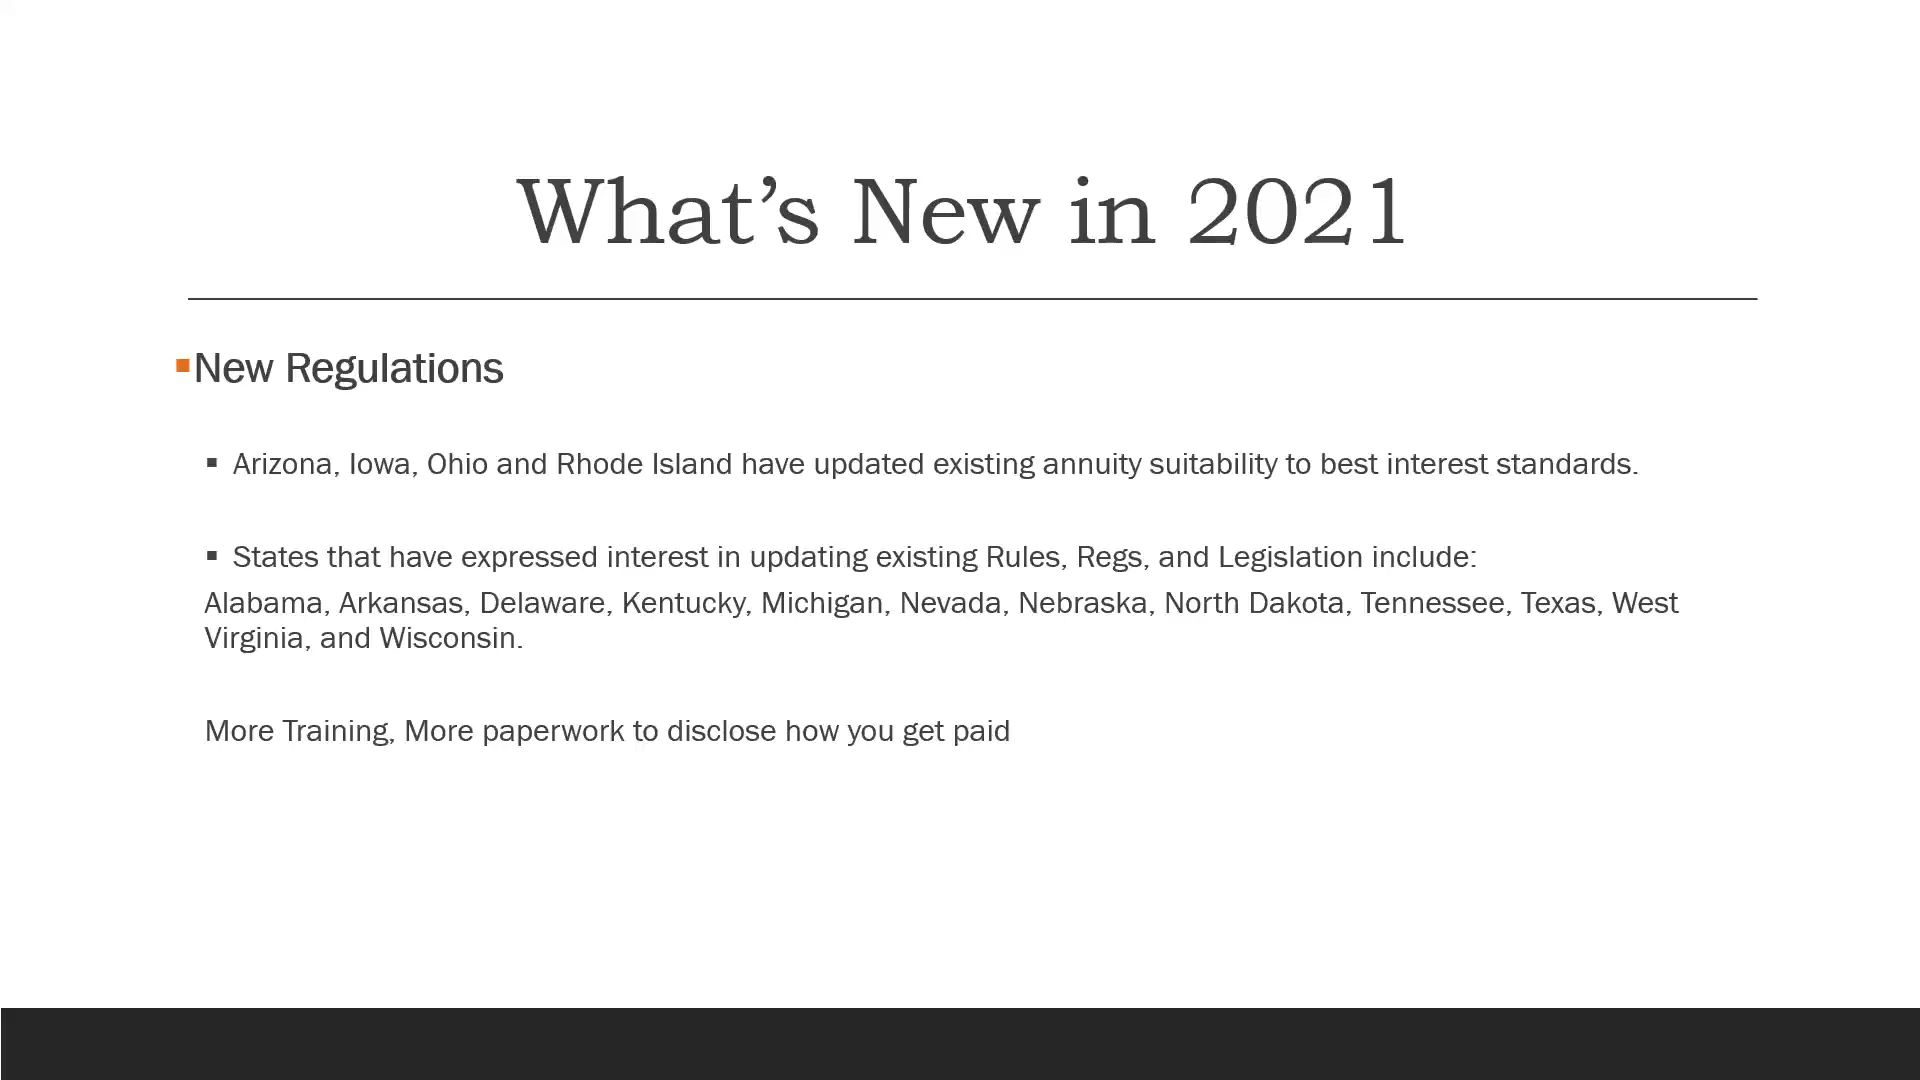 What’s New in 2021
▪New Regulations
▪ Arizona, Iowa, Ohio and Rhode Island have updated existing annuity suitability to best interest standards.
▪ States that have expressed interest in updating existing Rules, Regs, and Legislation include:
Alabama, Arkansas, Delaware, Kentucky, Michigan, Nevada, Nebraska, North Dakota, Tennessee, Texas, West
Virginia, and Wisconsin.
More Training, More paperwork to disclose how you get paid